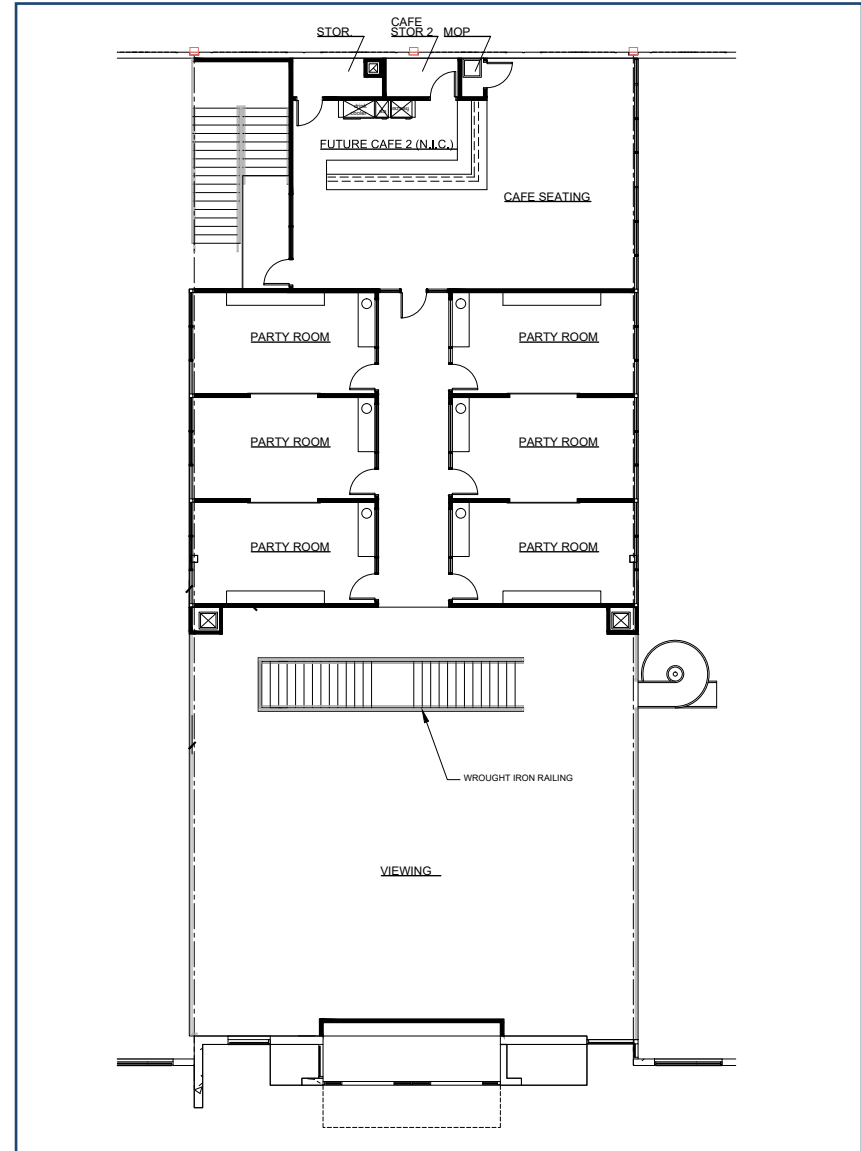 CAFE
STOR. STOR 2 MOP
FUTURE CAFE 2 (N.I.C.)
CAFE SEATING
PARTY ROOM PARTY ROOM
PARTY ROOM PARTY ROOM
PARTY ROOM PARTY ROOM
WROUGHT IRON RAILING
VIEWING